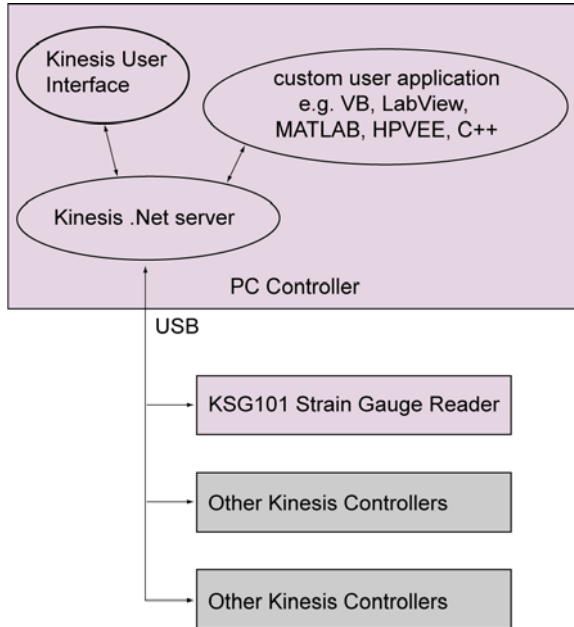 Kinesis User
Interface
custom user application
e.g. VB, LabView,
MATLAB, HPVEE, C++
Kinesis .Net server
PC Controller
USB
KSG101 Strain Gauge Reader
Other Kinesis Controllers
Other Kinesis Controllers